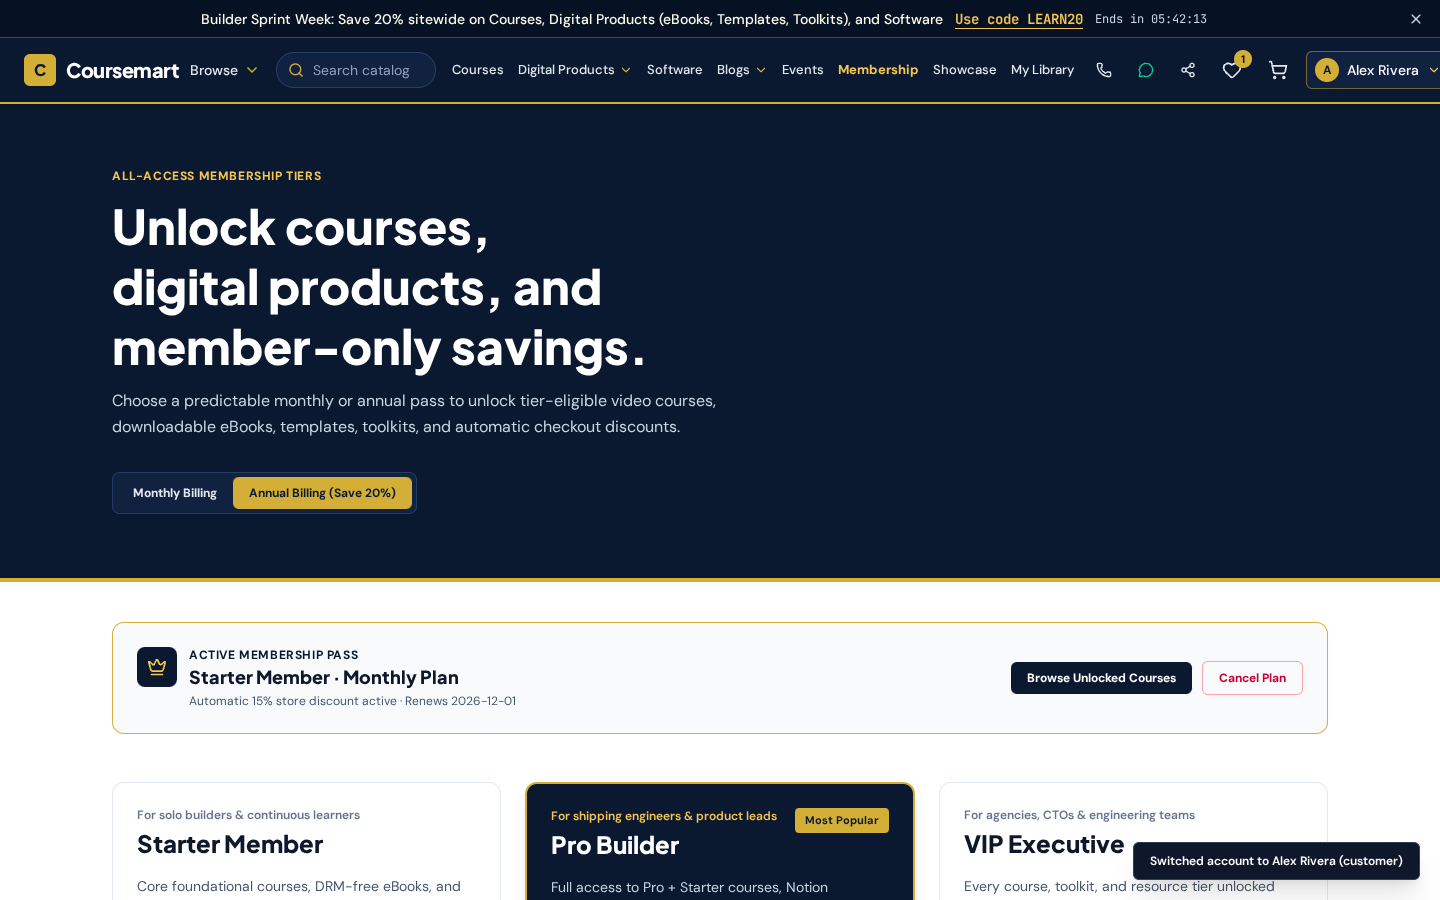 Builder Sprint Week: Save 20% sitewide on Courses, Digital Products (eBooks, Templates, Toolkits), and Software Use code LEARN20 Ends in 05:42:13
C Coursemart Browse Search catalog Courses Digital Products Software Blogs Events Membership Showcase My Library 1 A Alex Rivera
ALL-ACCESS MEMBERSHIP TIERS
Unlock courses,
digital products, and
member-only savings.
Choose a predictable monthly or annual pass to unlock tier-eligible video courses,
downloadable eBooks, templates, toolkits, and automatic checkout discounts.
Monthly Billing Annual Billing (Save 20%)
ACTIVE MEMBERSHIP PASS
Starter Member · Monthly Plan
Automatic 15% store discount active · Renews 2026-12-01
Browse Unlocked Courses Cancel Plan
For solo builders & continuous learners
Starter Member
Core foundational courses, DRM-free eBooks, and
For shipping engineers & product leads Most Popular
Pro Builder
Full access to Pro + Starter courses, Notion
For agencies, CTOs & engineering teams
VIP Executive
Every course, toolkit, and resource tier unlocked
Switched account to Alex Rivera (customer)